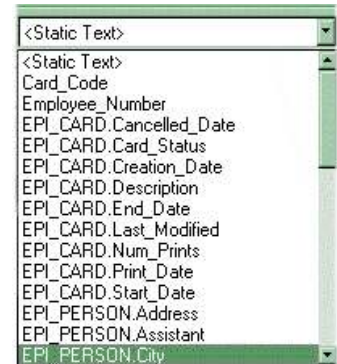 <Static Text>
<Static Text>
Card_Code
Employee_Number
EPI_CARD.Cancelled_Date
EPI_CARD.Card_Status
EPI_CARD.Creation_Date
EPI_CARD.Description
EPI_CARD.End_Date
EPI_CARD.Last_Modified
EPI_CARD.Num_Prints
EPI_CARD.Print_Date
EPI_CARD.Start_Date
EPI_PERSON.Address
EPI_PERSON.Assistant
EPI_PERSON.City